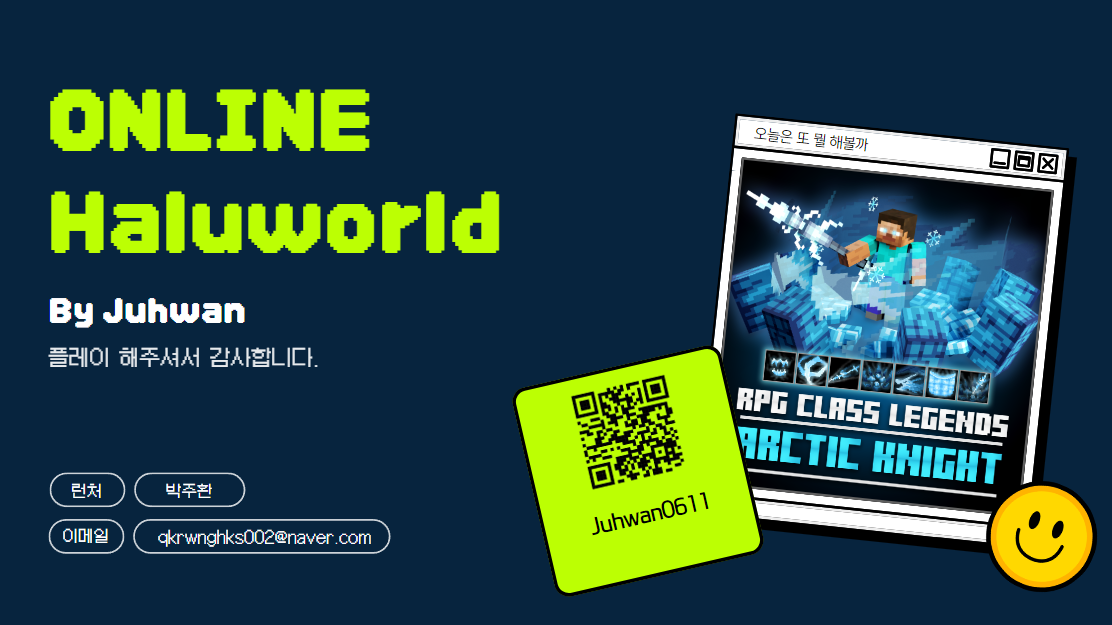 ONLINE
Haluworld
By Juhwan
플레이 해주셔서 감사합니다.
런처
박주환
이메일
qkrwnghks002@naver.com
오늘은 또 뭘 해볼까
RPG CLASS LEGENDS
ARCTIC KNIGHT
Juhwan0611